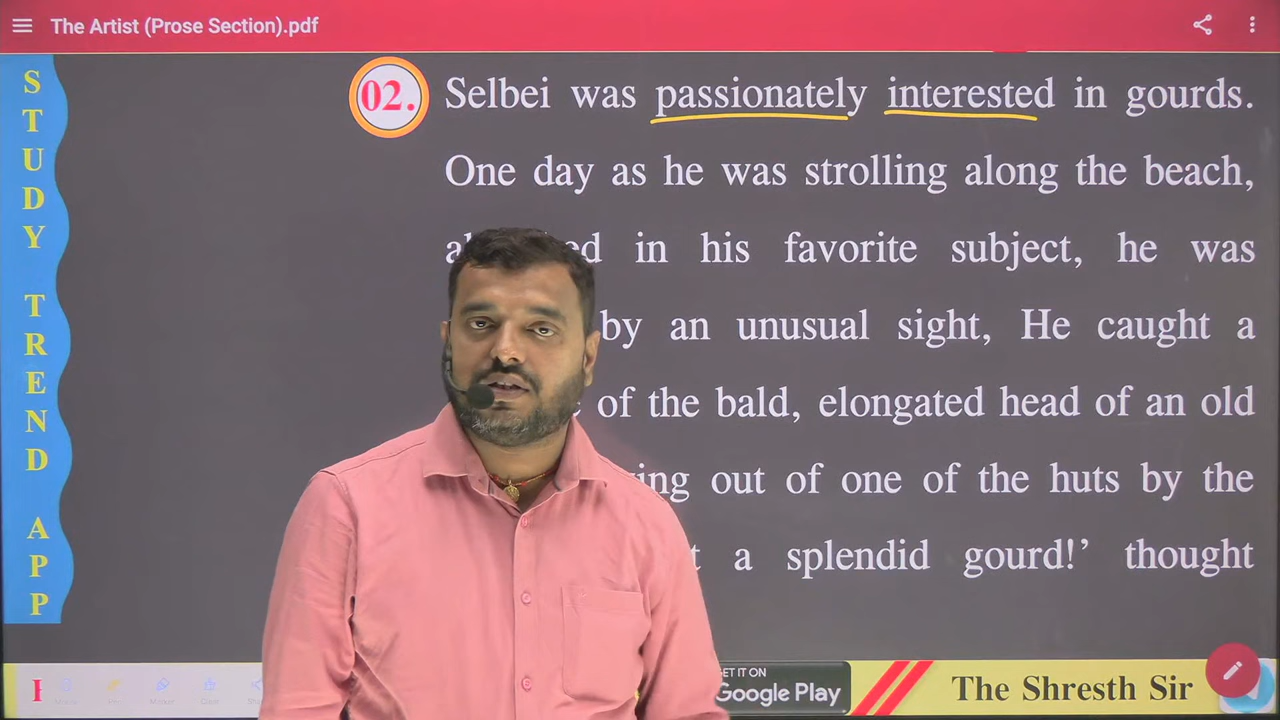 The Artist (Prose Section).pdf
STUDY TREND APP
02.
Selbei was passionately interested in gourds.
One day as he was strolling along the beach,
in his favorite subject, he was
by an unusual sight, He caught a
of the bald, elongated head of an old
out of one of the huts by the
a splendid gourd!’ thought
GET IT ON
Google Play
The Shresth Sir